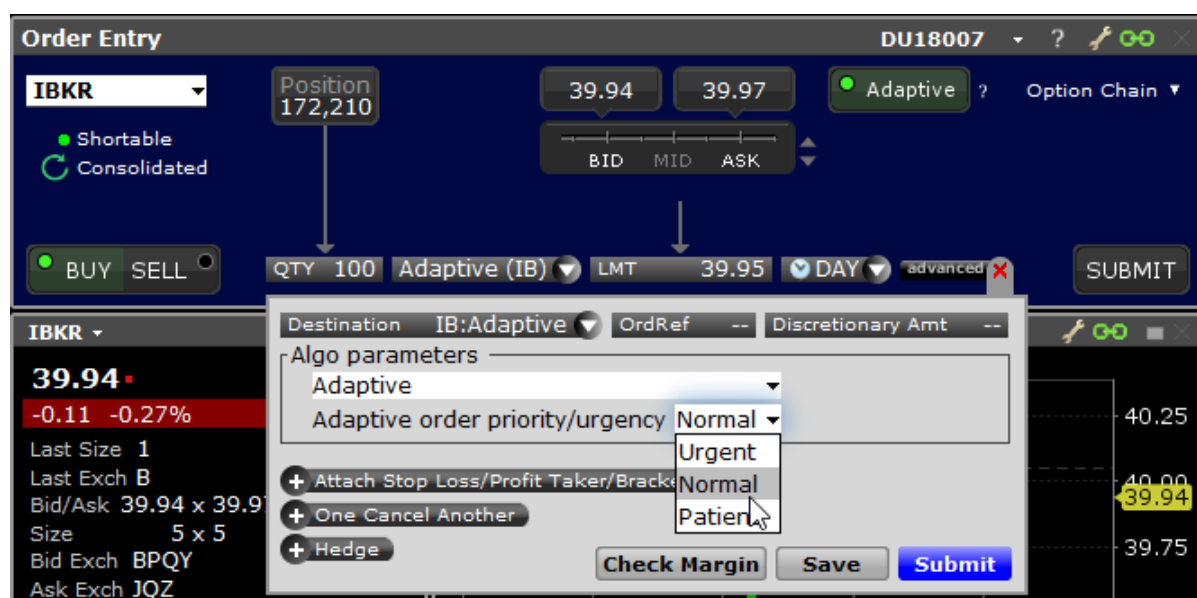 Order Entry DU18007 ?
IBKR Position 172,210 39.94 39.97 Adaptive ? Option Chain
Shortable
Consolidated BID MID ASK
BUY SELL QTY 100 Adaptive (IB) LMT 39.95 DAY advanced SUBMIT
IBKR
Destination IB:Adaptive OrdRef -- Discretionary Amt --
Algo parameters
39.94 Adaptive
-0.11 -0.27% Adaptive order priority/urgency Normal 40.25
Last Size 1 Urgent
Last Exch B Attach Stop Loss/Profit Taker/Bracke Normal 40.00
Bid/Ask 39.94 x 39.9 39.94
Size 5 x 5 One Cancel Another Patien
Bid Exch BPQY Hedge 39.75
Check Margin Save Submit
Ask Exch JQZ